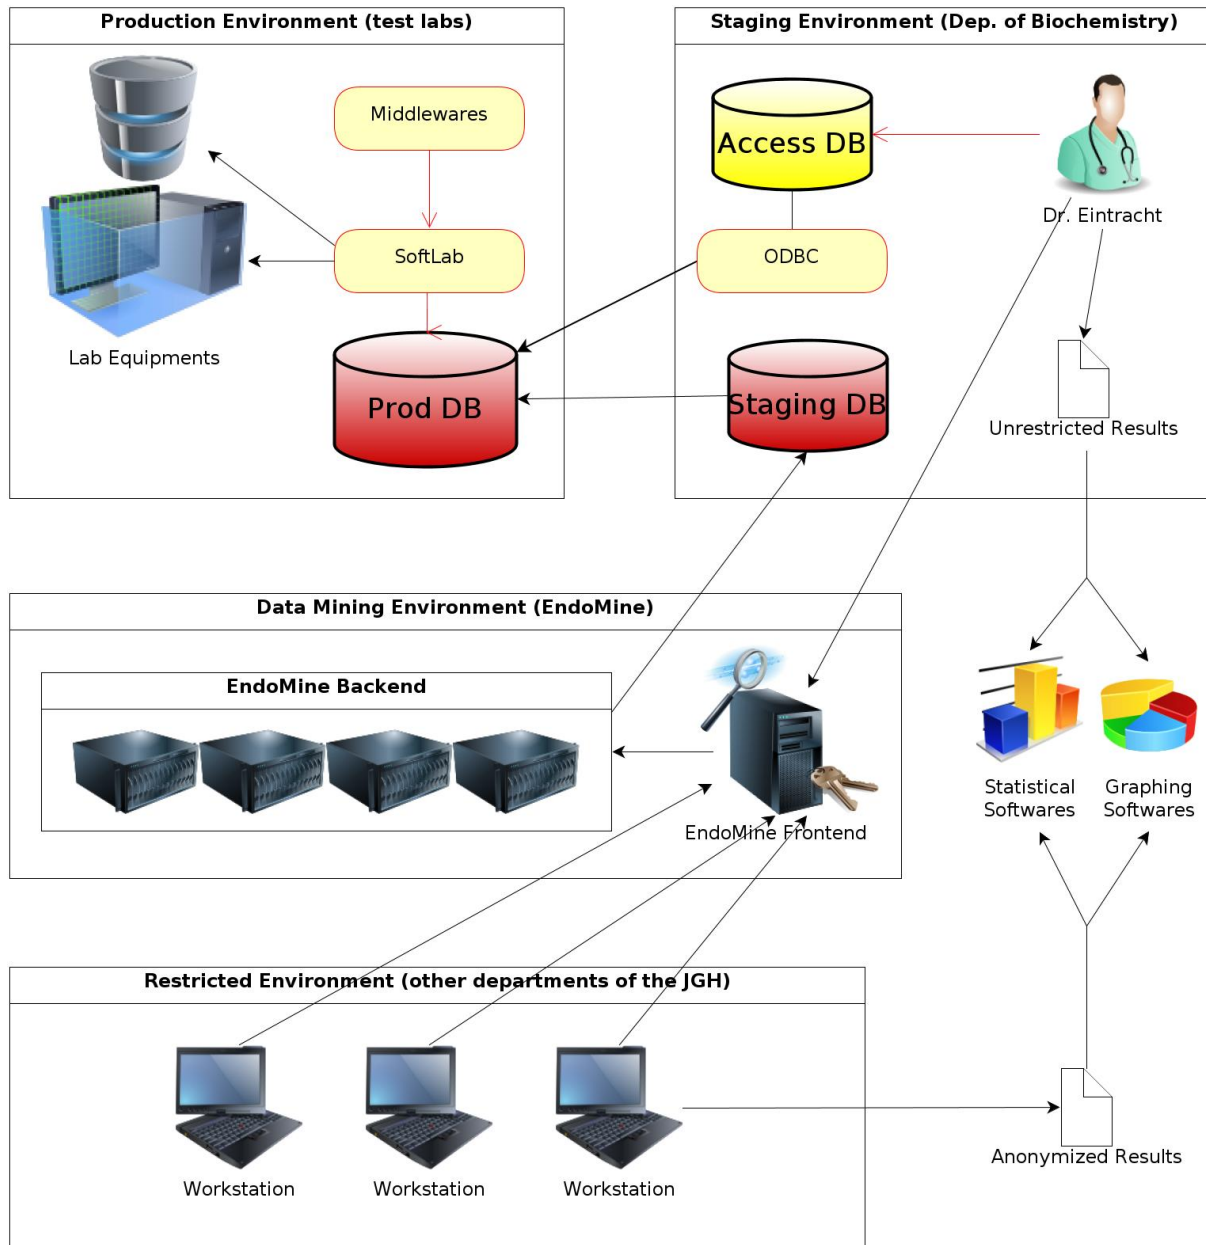 Production Environment (test labs)
Middlewares
SoftLab
Lab Equipments
Prod DB
Staging Environment (Dep. of Biochemistry)
Access DB
Dr. Eintracht
ODBC
Staging DB
Unrestricted Results
Data Mining Environment (EndoMine)
EndoMine Backend
EndoMine Frontend
Statistical
Softwares
Graphing
Softwares
Restricted Environment (other departments of the JGH)
Workstation
Workstation
Workstation
Anonymized Results